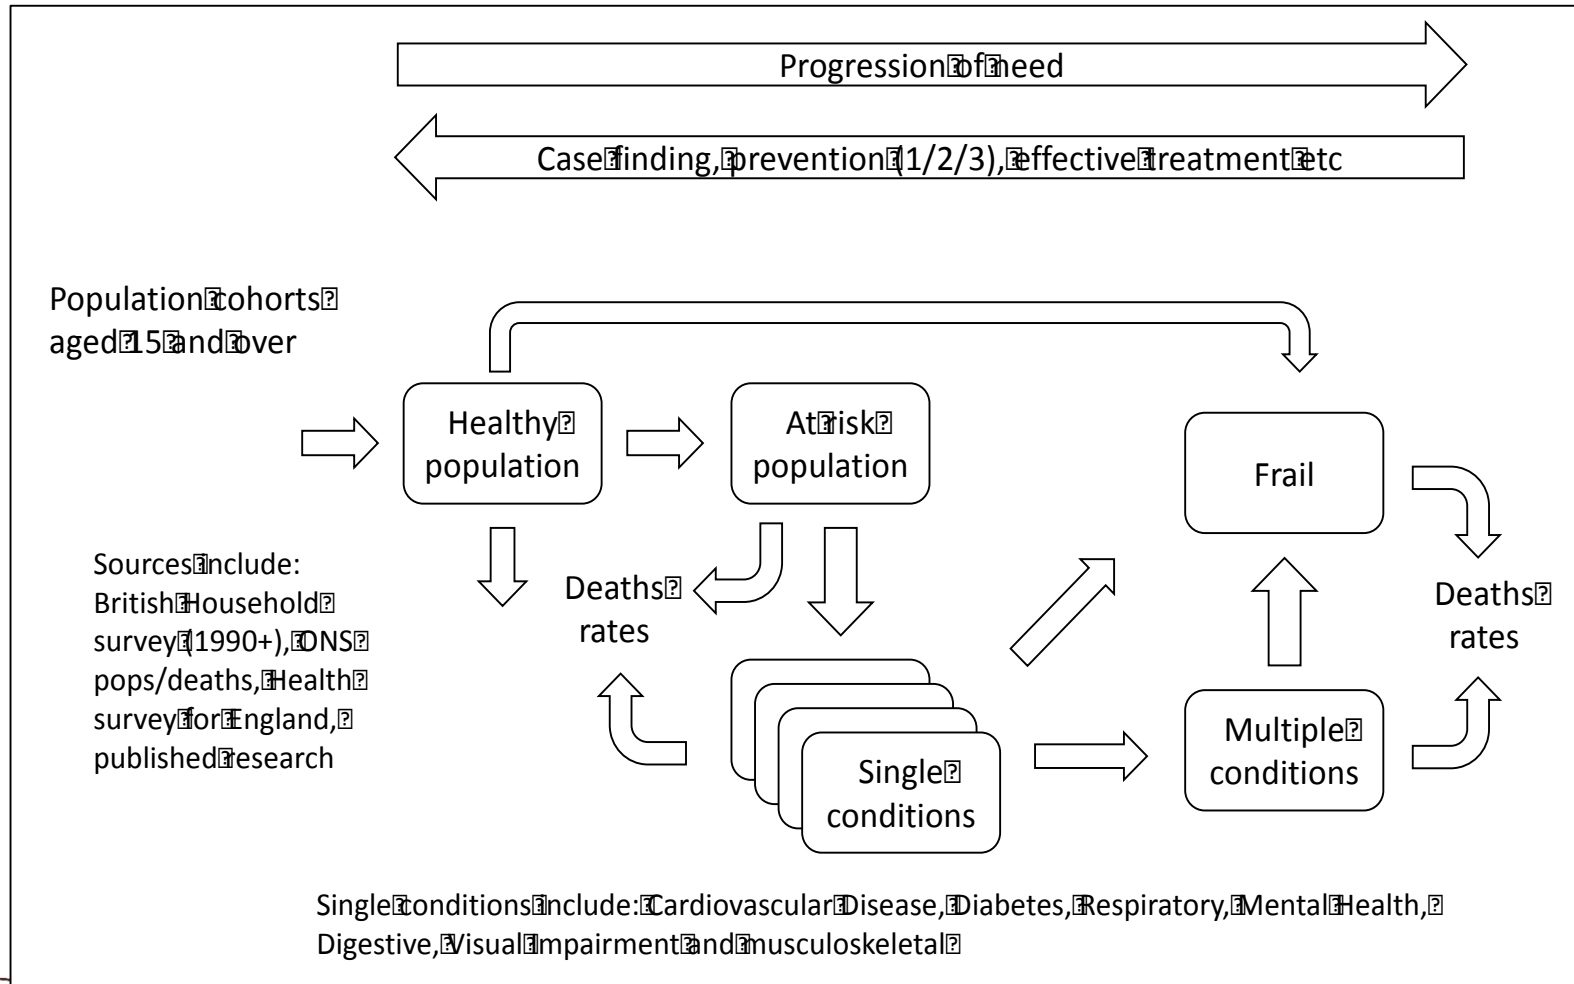 Progression of need
Case finding, prevention (1/2/3), effective treatment etc
Population cohorts
aged 15 and over
Healthy
population
At risk
population
Frail
Sources include:
British Household
survey (1990+), ONS
pops/deaths, Health
survey for England,
published research
Deaths
rates
Deaths
rates
Single
conditions
Multiple
conditions
Single conditions include: Cardiovascular Disease, Diabetes, Respiratory, Mental Health,
Digestive, Visual Impairment and musculoskeletal